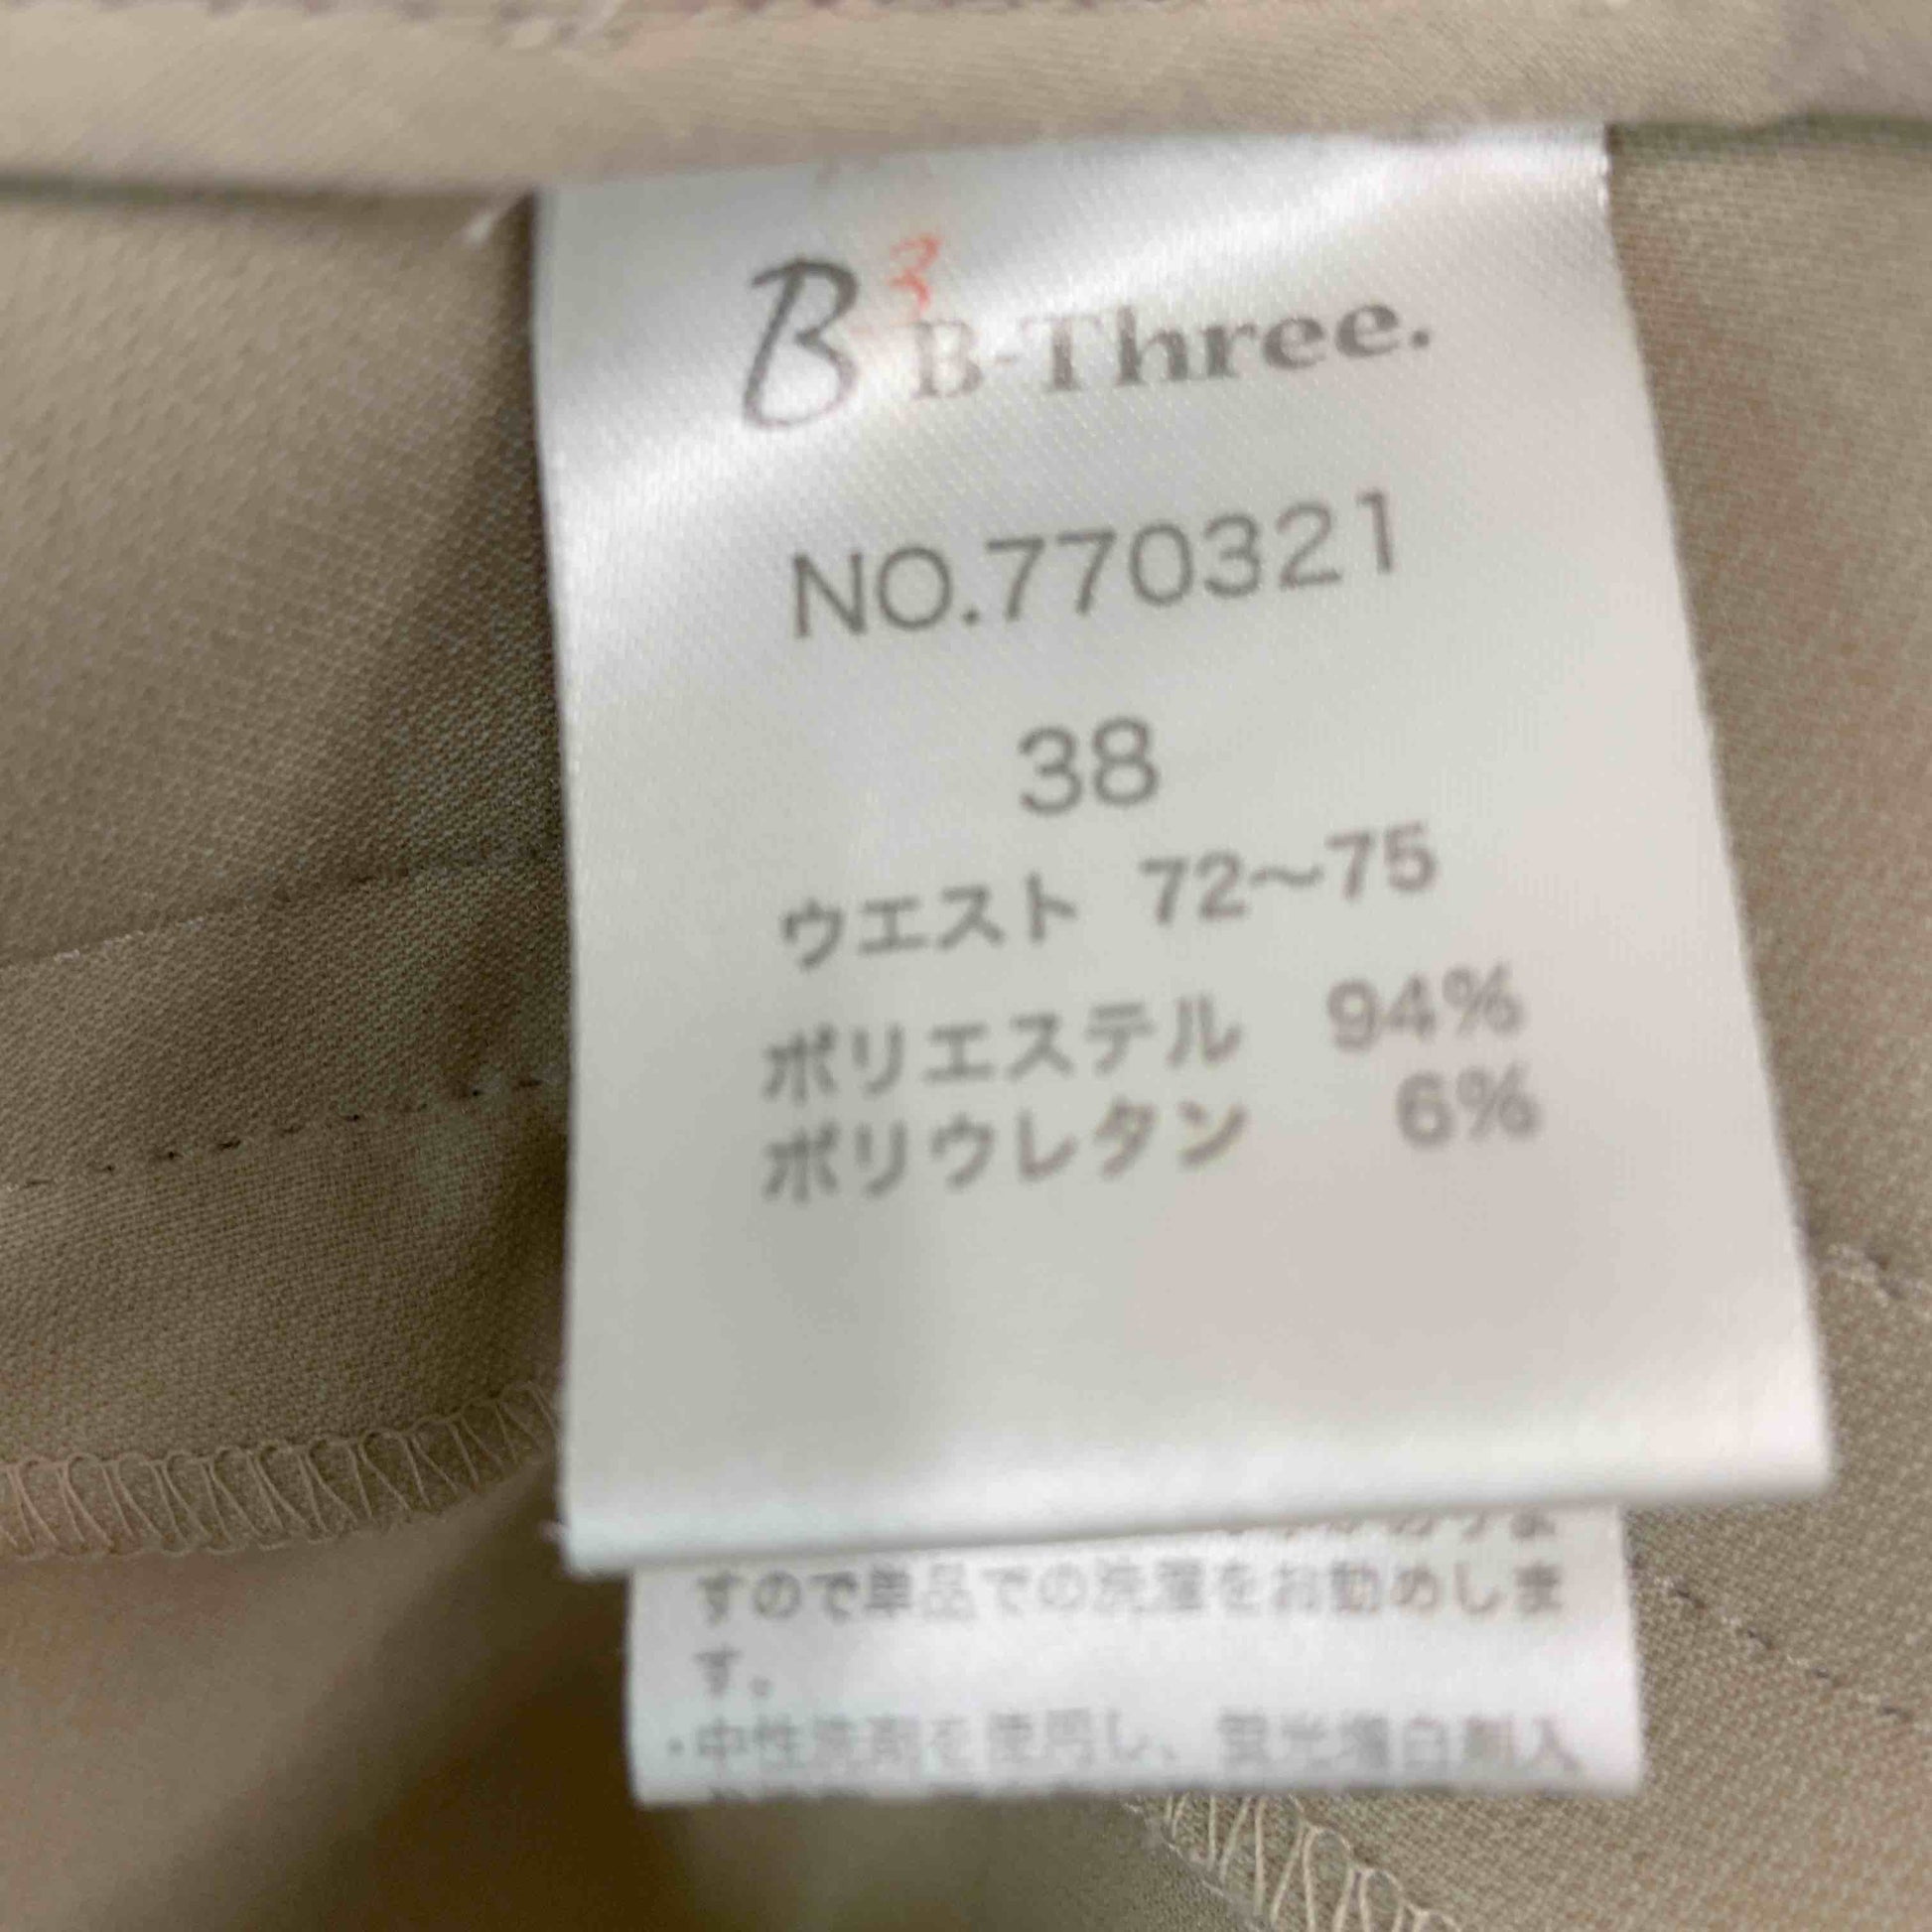 B3 B-Three.
NO.770321
38
ウエスト 72〜75
ポリエステル 94%
ポリウレタン 6%
すので単品での洗濯をお勧めしま
す。
・中性洗剤を使用し、蛍光増白剤入